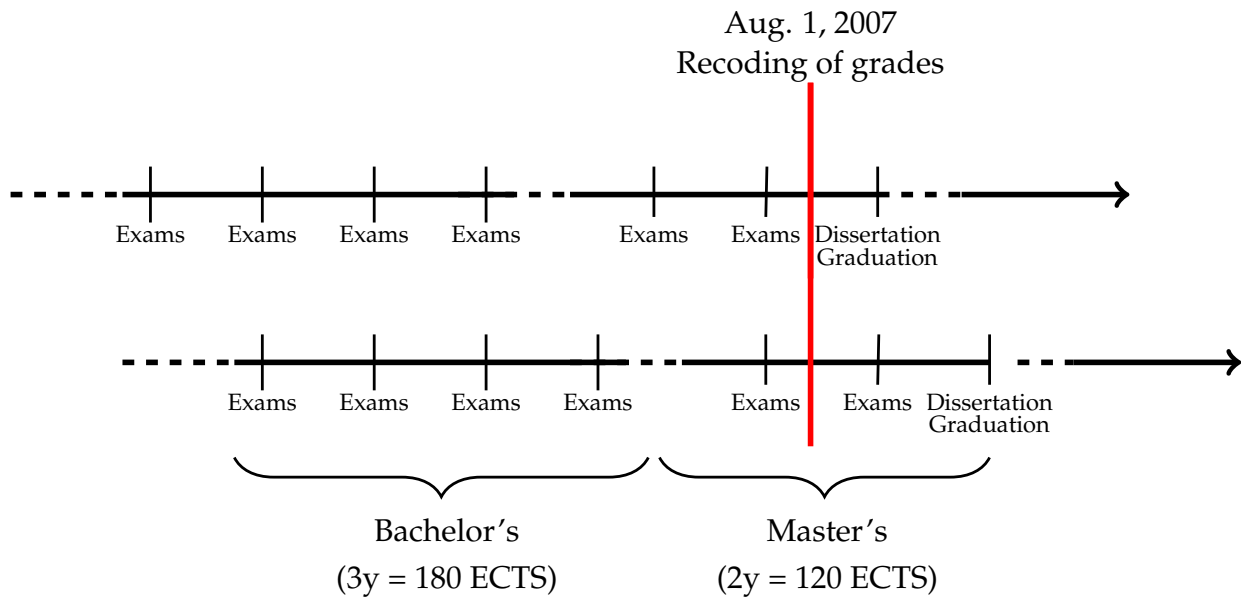 Aug. 1, 2007
Recoding of grades
Exams Exams Exams Exams Exams Exams Dissertation
Graduation
Exams Exams Exams Exams Exams Exams Dissertation
Graduation
Bachelor's Master's
(3y = 180 ECTS) (2y = 120 ECTS)